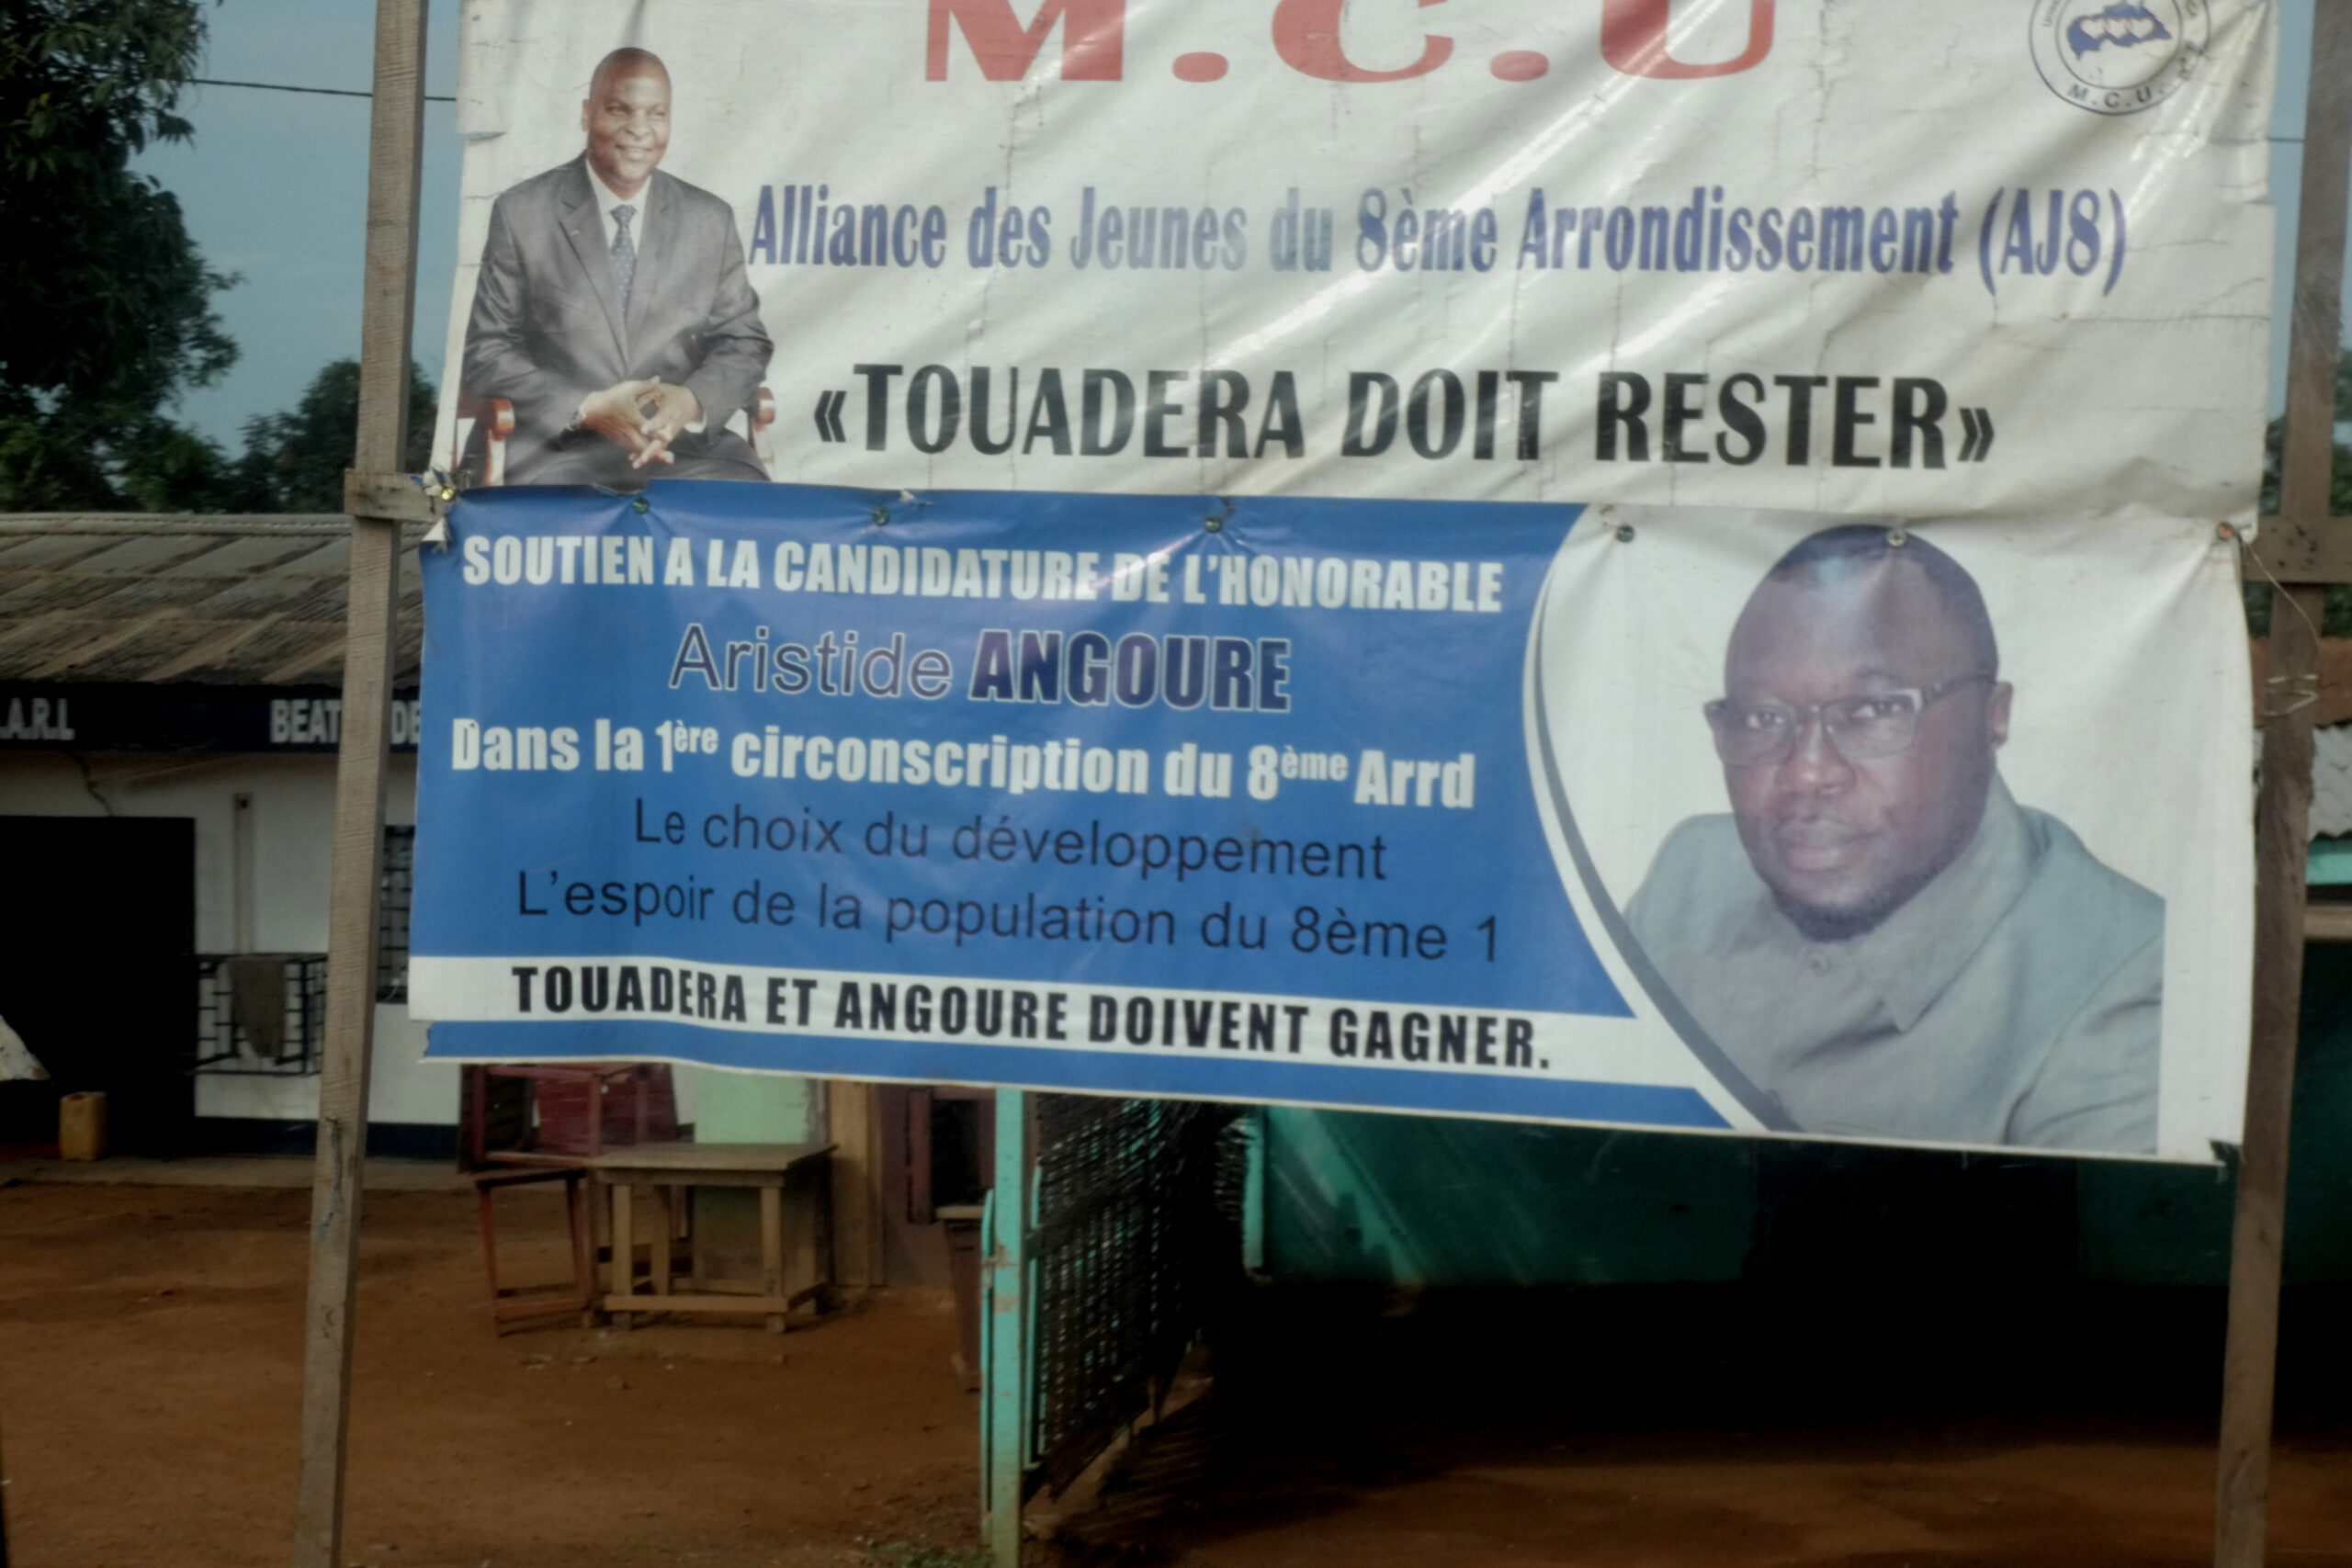 M.C.U
M.C.U.
Alliance des Jeunes du 8ème Arrondissement (AJ8)
«TOUADERA DOIT RESTER»
SOUTIEN A LA CANDIDATURE DE L'HONORABLE
Aristide ANGOURE
Dans la 1ère circonscription du 8ème Arrd
Le choix du développement
L'espoir de la population du 8ème 1
TOUADERA ET ANGOURE DOIVENT GAGNER.
.A.R.L
BEAT DE